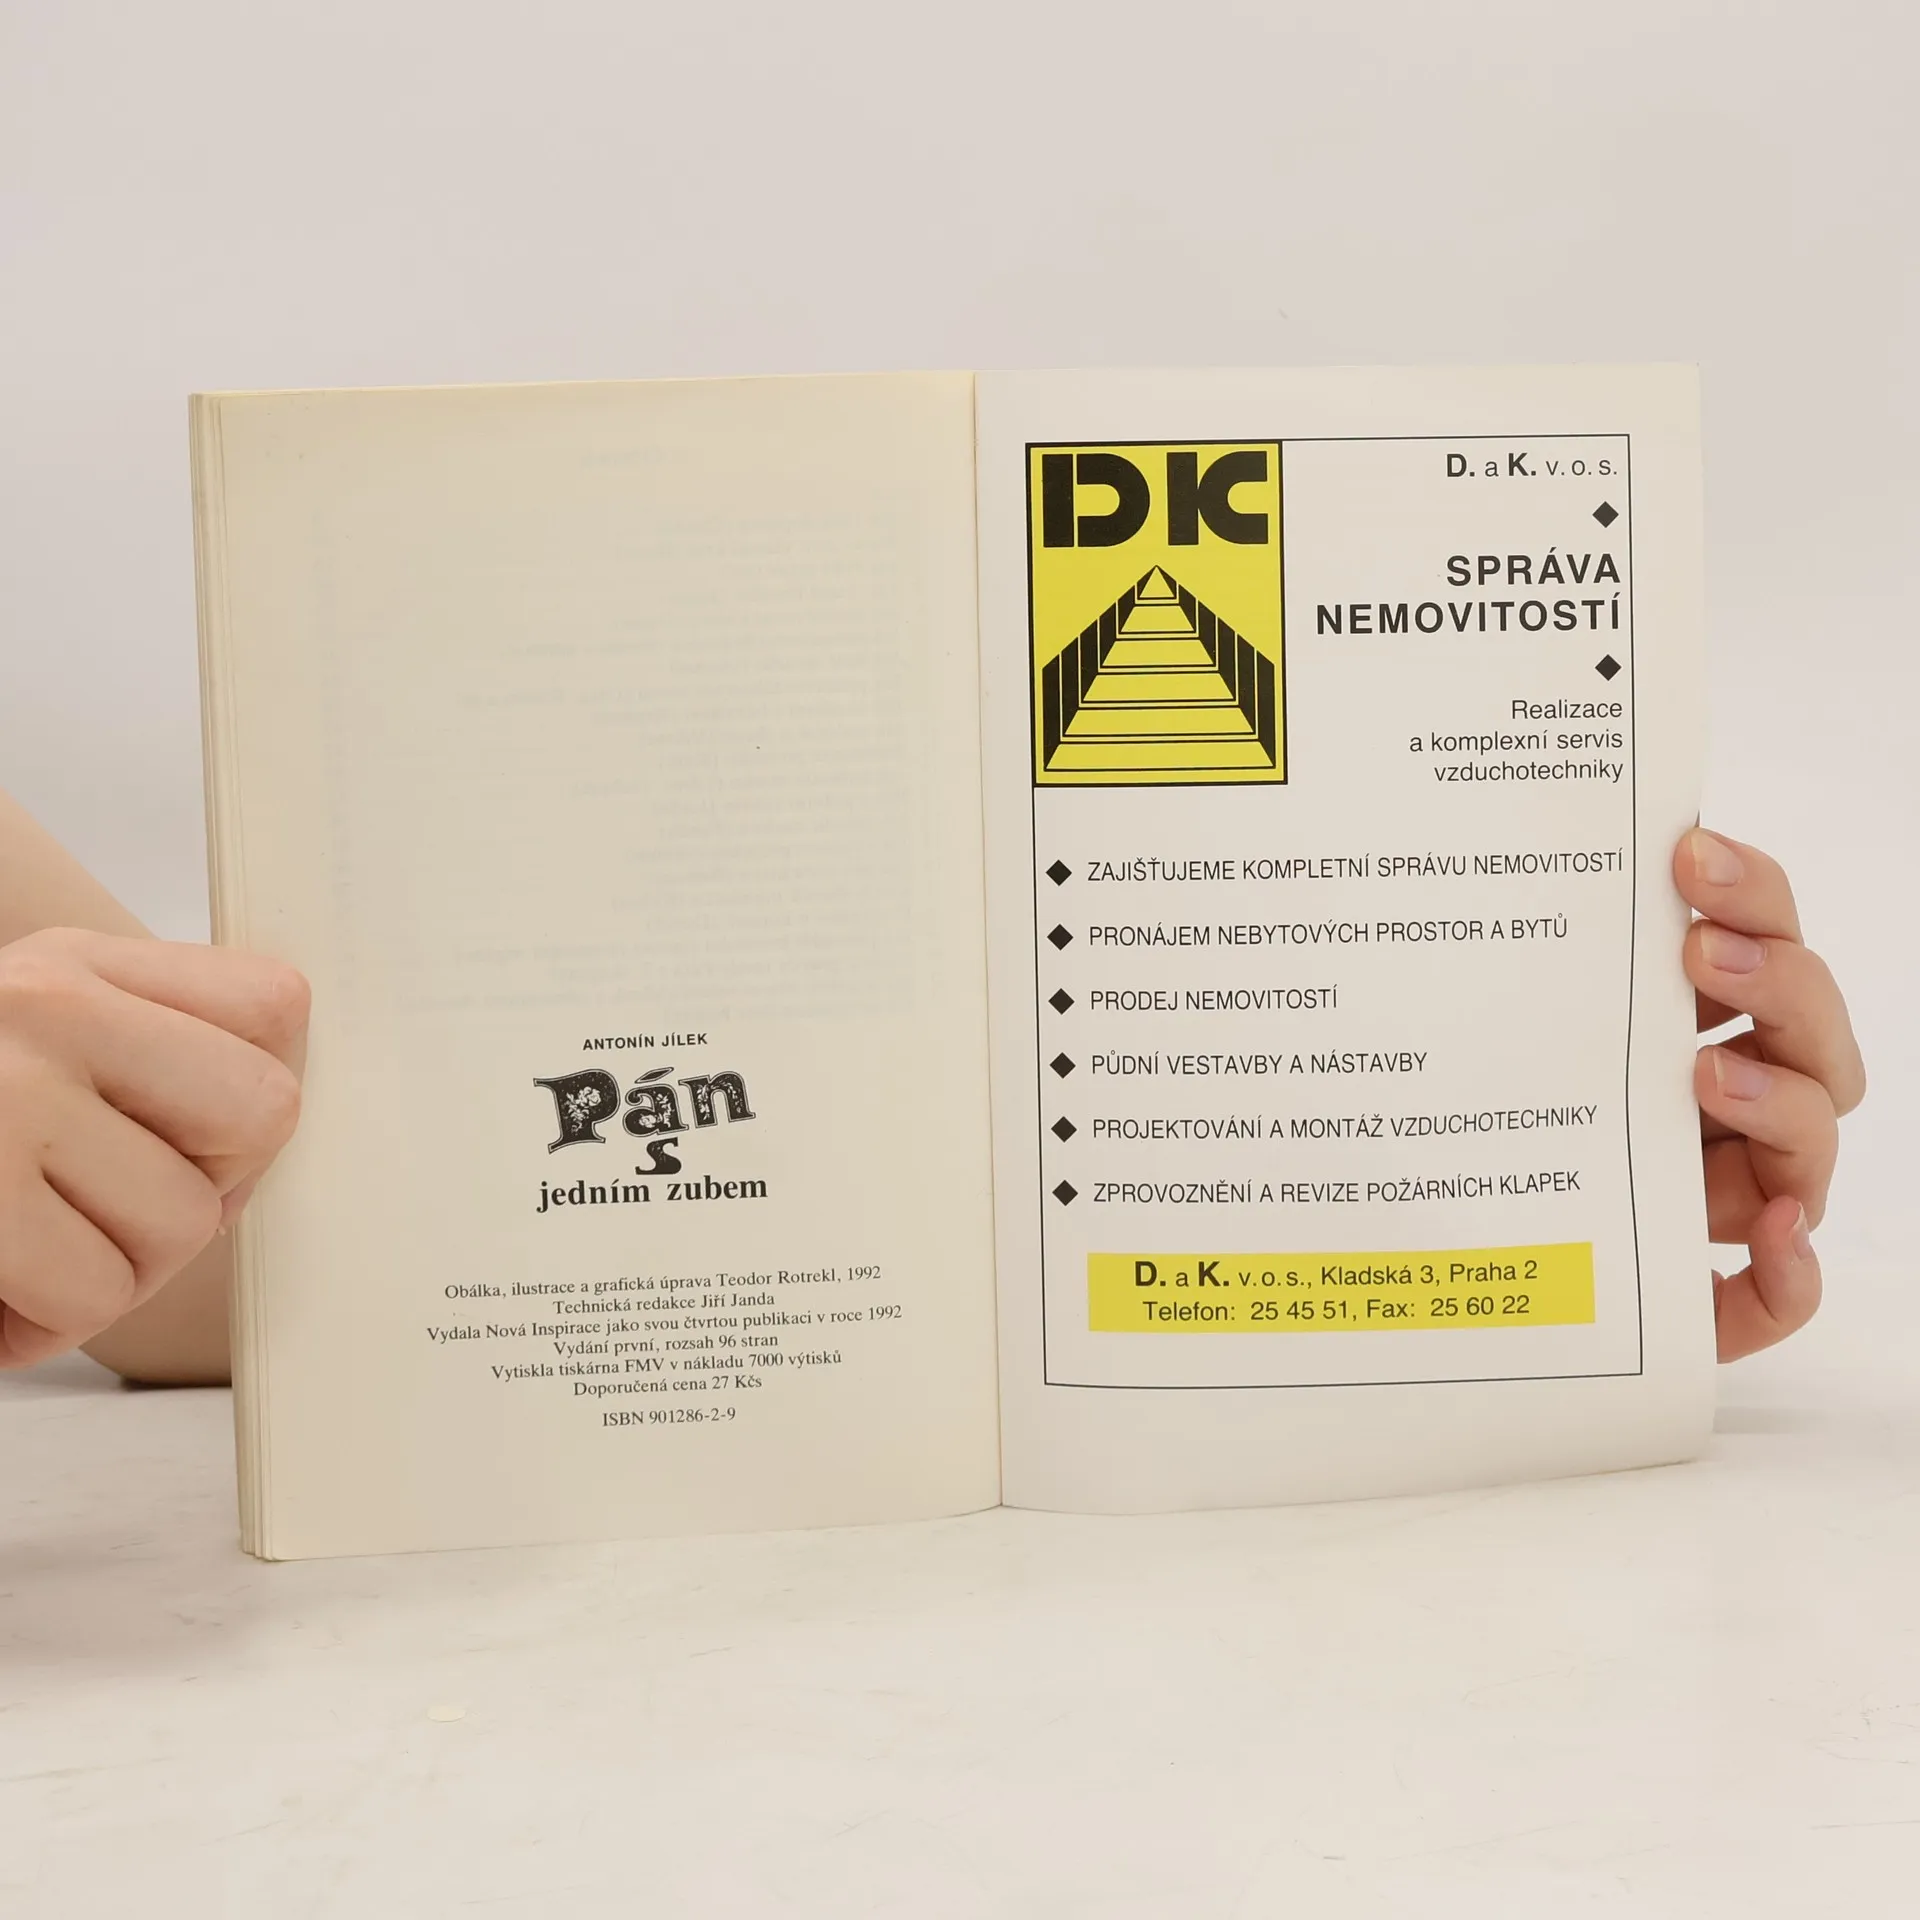 ANTONÍN JÍLEK
Pán
s
jedním zubem
Obálka, ilustrace a grafická úprava Teodor Rotrekl, 1992
Technická redakce Jiří Janda
Vydala Nová Inspirace jako svou čtvrtou publikaci v roce 1992
Vydání první, rozsah 96 stran
Vytiskla tiskárna FMV v nákladu 7000 výtisků
Doporučená cena 27 Kčs
ISBN 901286-2-9
DK
D. a K. v. o. s.
SPRÁVA
NEMOVITOSTÍ
Realizace
a komplexní servis
vzduchotechniky
ZAJIŠŤUJEME KOMPLETNÍ SPRÁVU NEMOVITOSTÍ
PRONÁJEM NEBYTOVÝCH PROSTOR A BYTŮ
PRODEJ NEMOVITOSTÍ
PŮDNÍ VESTAVBY A NÁSTAVBY
PROJEKTOVÁNÍ A MONTÁŽ VZDUCHOTECHNIKY
ZPROVOZNĚNÍ A REVIZE POŽÁRNÍCH KLAPEK
D. a K. v.o.s., Kladská 3, Praha 2
Telefon: 25 45 51, Fax: 25 60 22